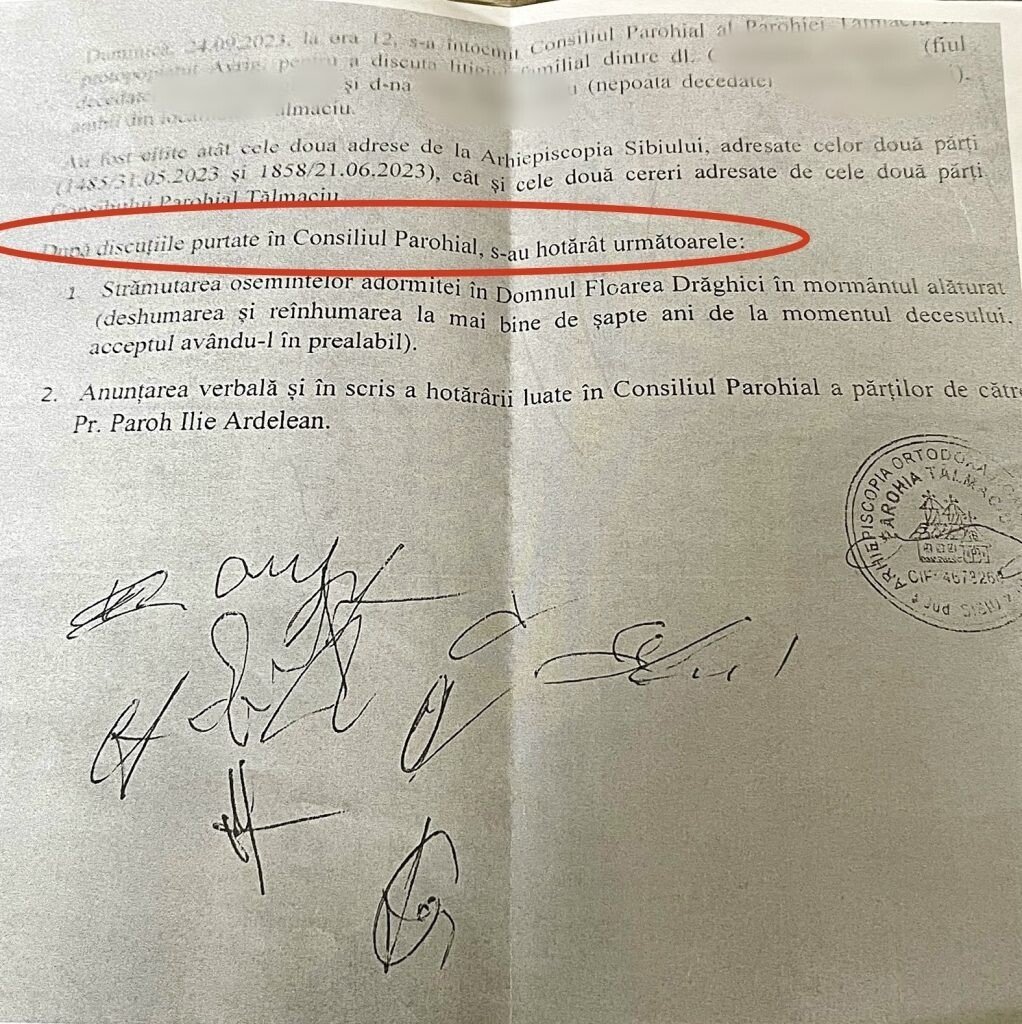 Duminică, 24.09.2023, la ora 12, s-a întocmit Consiliul Parohial al Parohiei Tălmaciu
protopopiatul Avrig, pentru a discuta litigiul familial dintre dl. (fiul
decedate și d-na (nepoata decedatei ).
ambii din
Au fost citite atât cele doua adrese de la Arhiepiscopia Sibiului, adresate celor două părți
(1485/31.05.2023 și 1858/21.06.2023), cât și cele două cereri adresate de cele două părți
Consiliului Parohial Tălmaciu.
După discuțiile purtate în Consiliul Parohial, s-au hotărât următoarele:
1. Strămutarea osemintelor adormitei în Domnul Floarea Drăghici în mormântul alăturat
(deshumarea și reînhumarea la mai bine de șapte ani de la momentul decesului,
acceptul avându-l în prealabil).
2. Anunțarea verbală și în scris a hotărârii luate în Consiliul Parohial a părților de către
Pr. Paroh Ilie Ardelean.
ARHIEPISCOPIA ORTODOXĂ
PAROHIA TĂLMACIU
Jud SIBIU